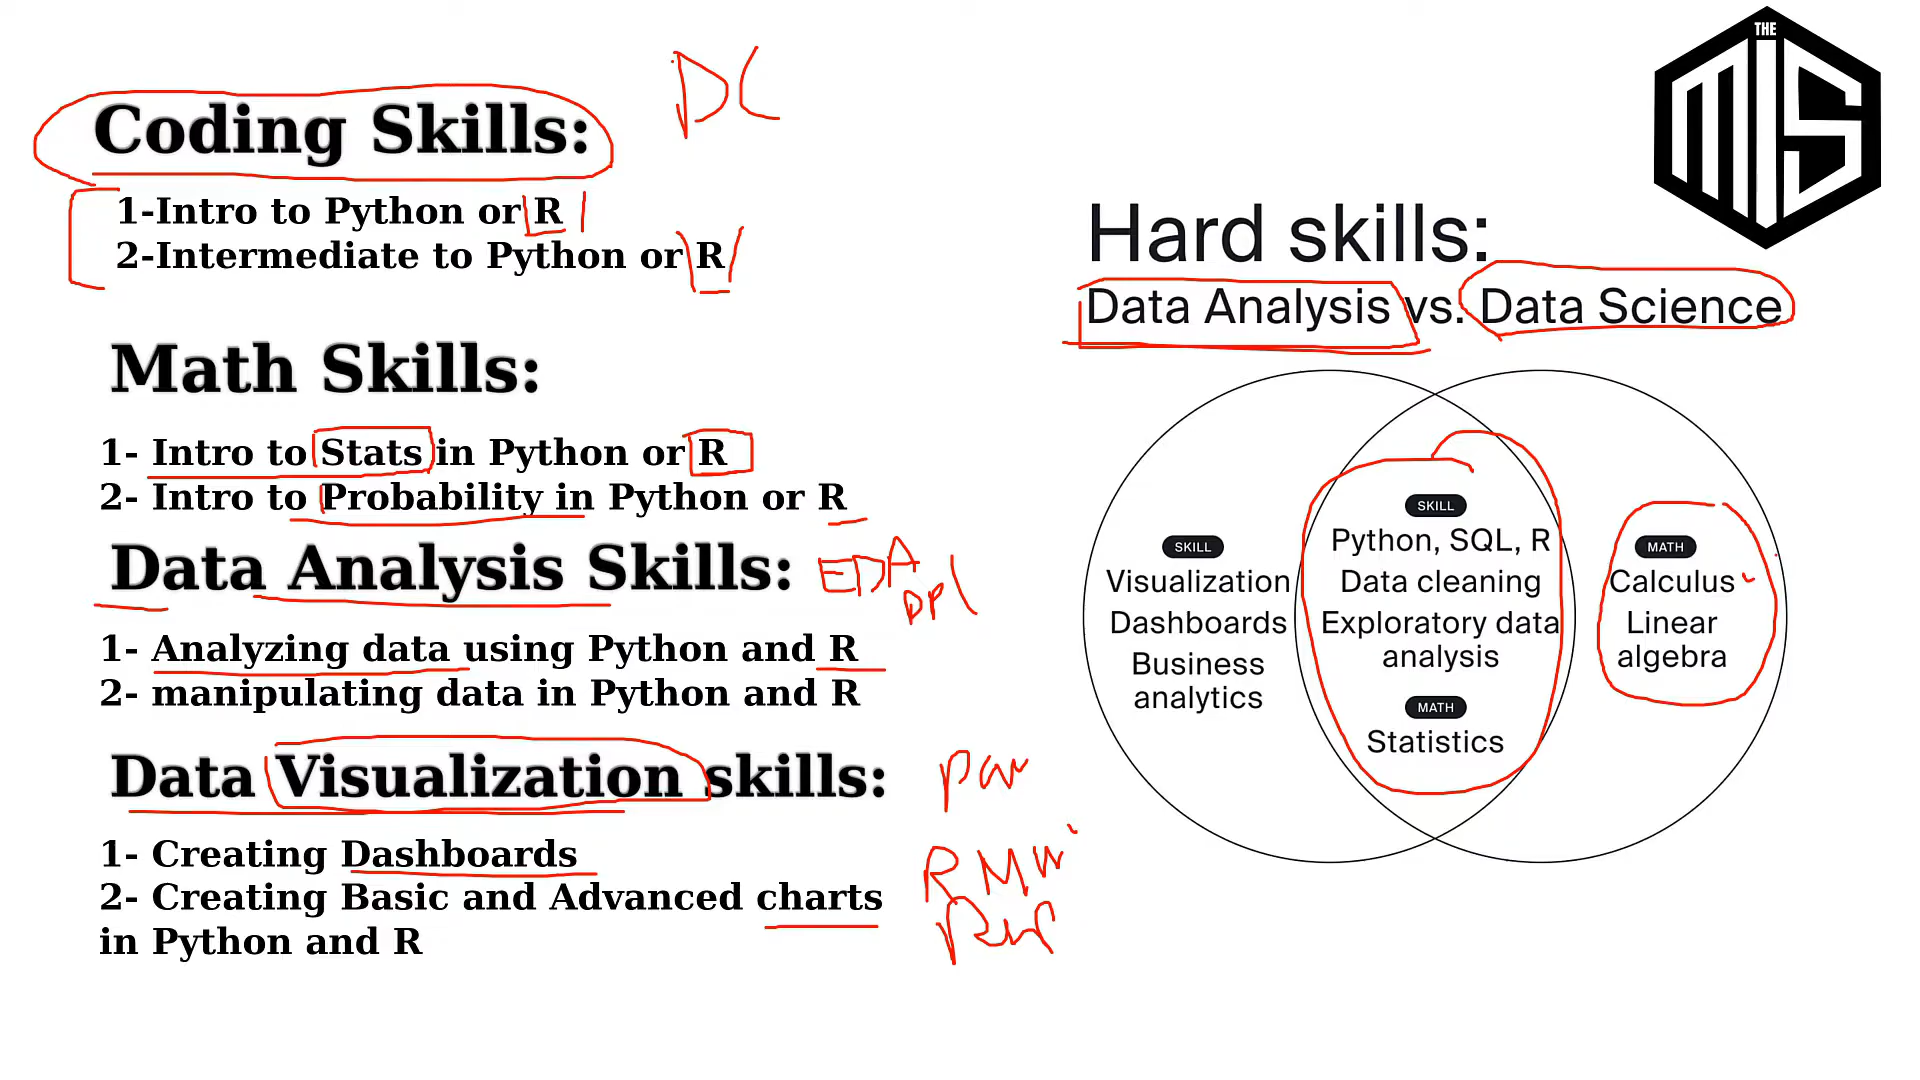 DC
Coding Skills:
1-Intro to Python or R
2-Intermediate to Python or R
Math Skills:
1- Intro to Stats in Python or R
2- Intro to Probability in Python or R
Data Analysis Skills:
EDA
1- Analyzing data using Python and R
2- manipulating data in Python and R
Data Visualization skills:
1- Creating Dashboards
2- Creating Basic and Advanced charts
in Python and R
THE
MIS
Hard skills:
Data Analysis vs. Data Science
SKILL
Visualization
Dashboards
Business
analytics
SKILL
Python, SQL, R
Data cleaning
Exploratory data
analysis
MATH
Statistics
MATH
Calculus
Linear
algebra